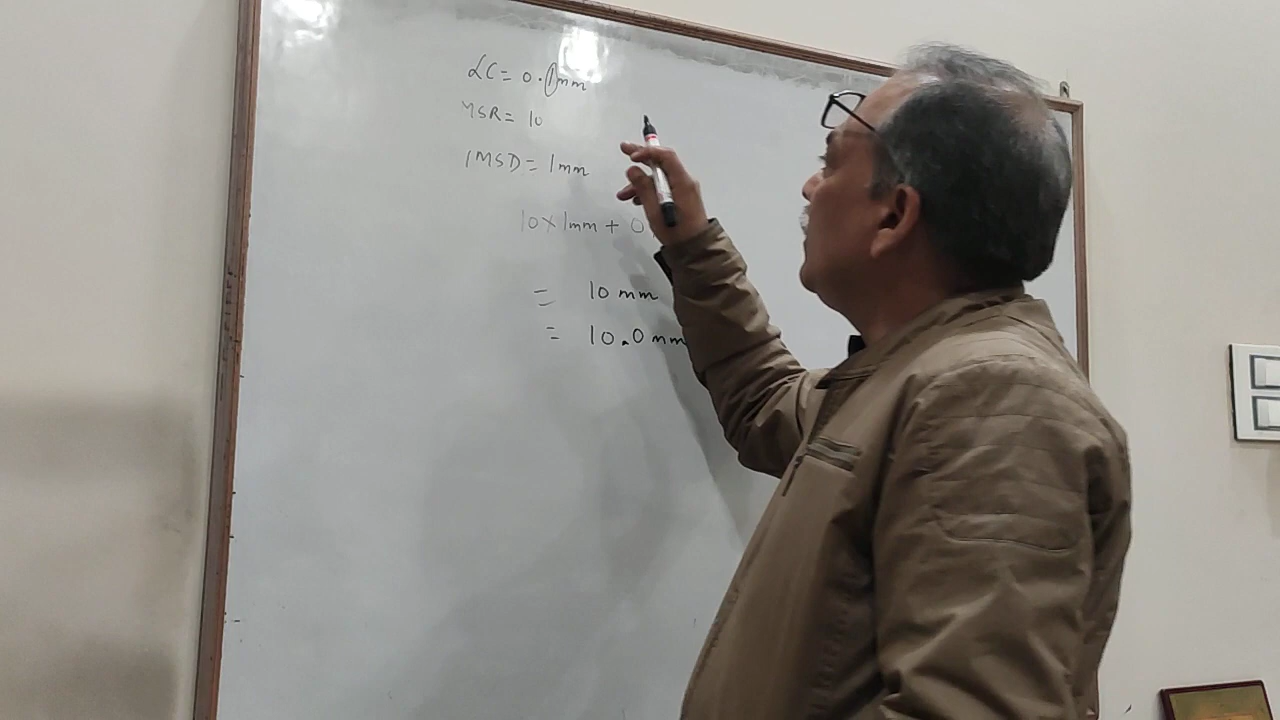 LC = 0.1mm
MSR = 10
1MSD = 1mm
10 x 1mm + 0
= 10 mm
= 10.0 mm